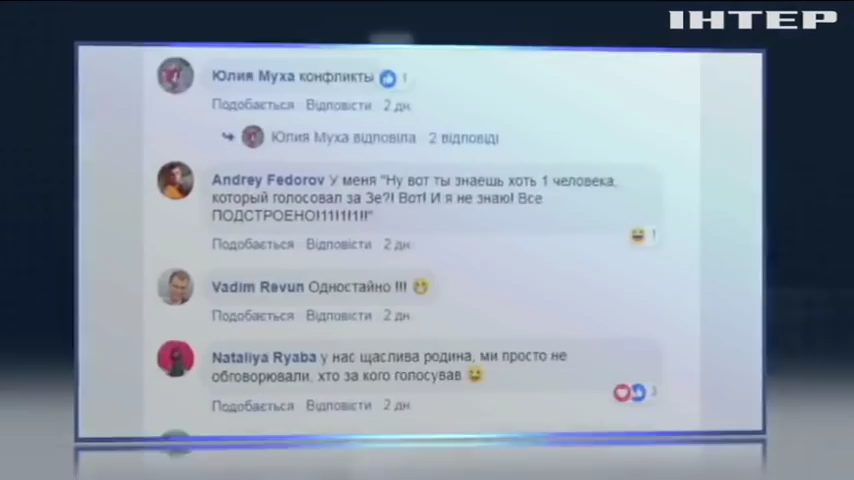 ІНТЕР
Юлия Муха конфликты 1
Подобається Відповісти 2 дн.
Юлия Муха відповіла 2 відповіді
Andrey Fedorov У меня "Ну вот ты знаешь хоть 1 человека,
который голосовал за Зе?! Вот! И я не знаю! Все
ПОДСТРОЕНО!11!1!1!!"
1
Подобається Відповісти 2 дн.
Vadim Revun Одностайно !!!
Подобається Відповісти 2 дн.
Nataliya Ryaba у нас щаслива родина, ми просто не
обговорювали, хто за кого голосував
3
Подобається Відповісти 2 дн.